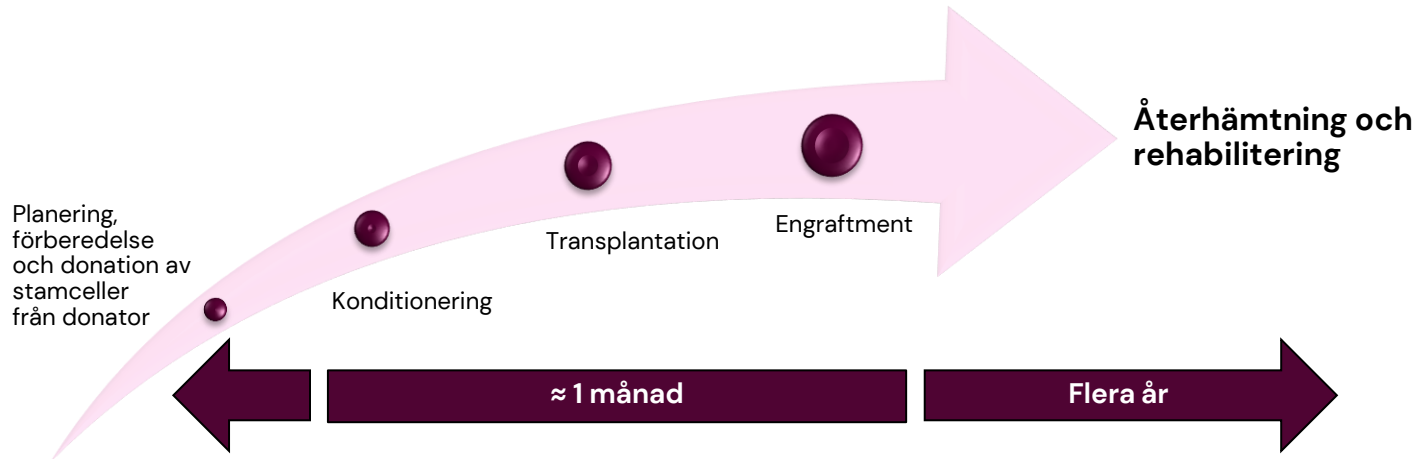 Planering,
förberedelse
och donation av
stamceller
från donator
Konditionering
Transplantation
Engraftment
Återhämtning och
rehabilitering
≈ 1 månad
Flera år